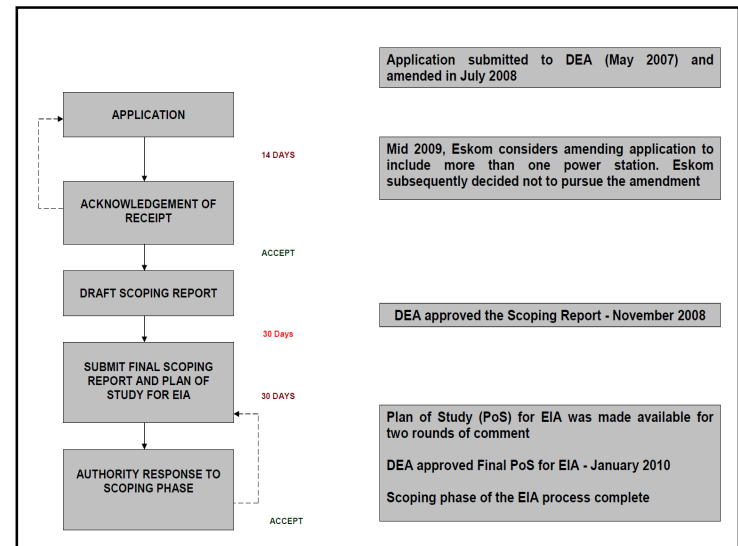 Application submitted to DEA (May 2007) and
amended in July 2008
APPLICATION
Mid 2009, Eskom considers amending application to
include more than one power station. Eskom
subsequently decided not to pursue the amendment
14 DAYS
ACKNOWLEDGEMENT OF
RECEIPT
ACCEPT
DRAFT SCOPING REPORT
DEA approved the Scoping Report - November 2008
30 Days
SUBMIT FINAL SCOPING
REPORT AND PLAN OF
STUDY FOR EIA
30 DAYS
Plan of Study (PoS) for EIA was made available for
two rounds of comment
DEA approved Final PoS for EIA - January 2010
Scoping phase of the EIA process complete
AUTHORITY RESPONSE TO
SCOPING PHASE
ACCEPT